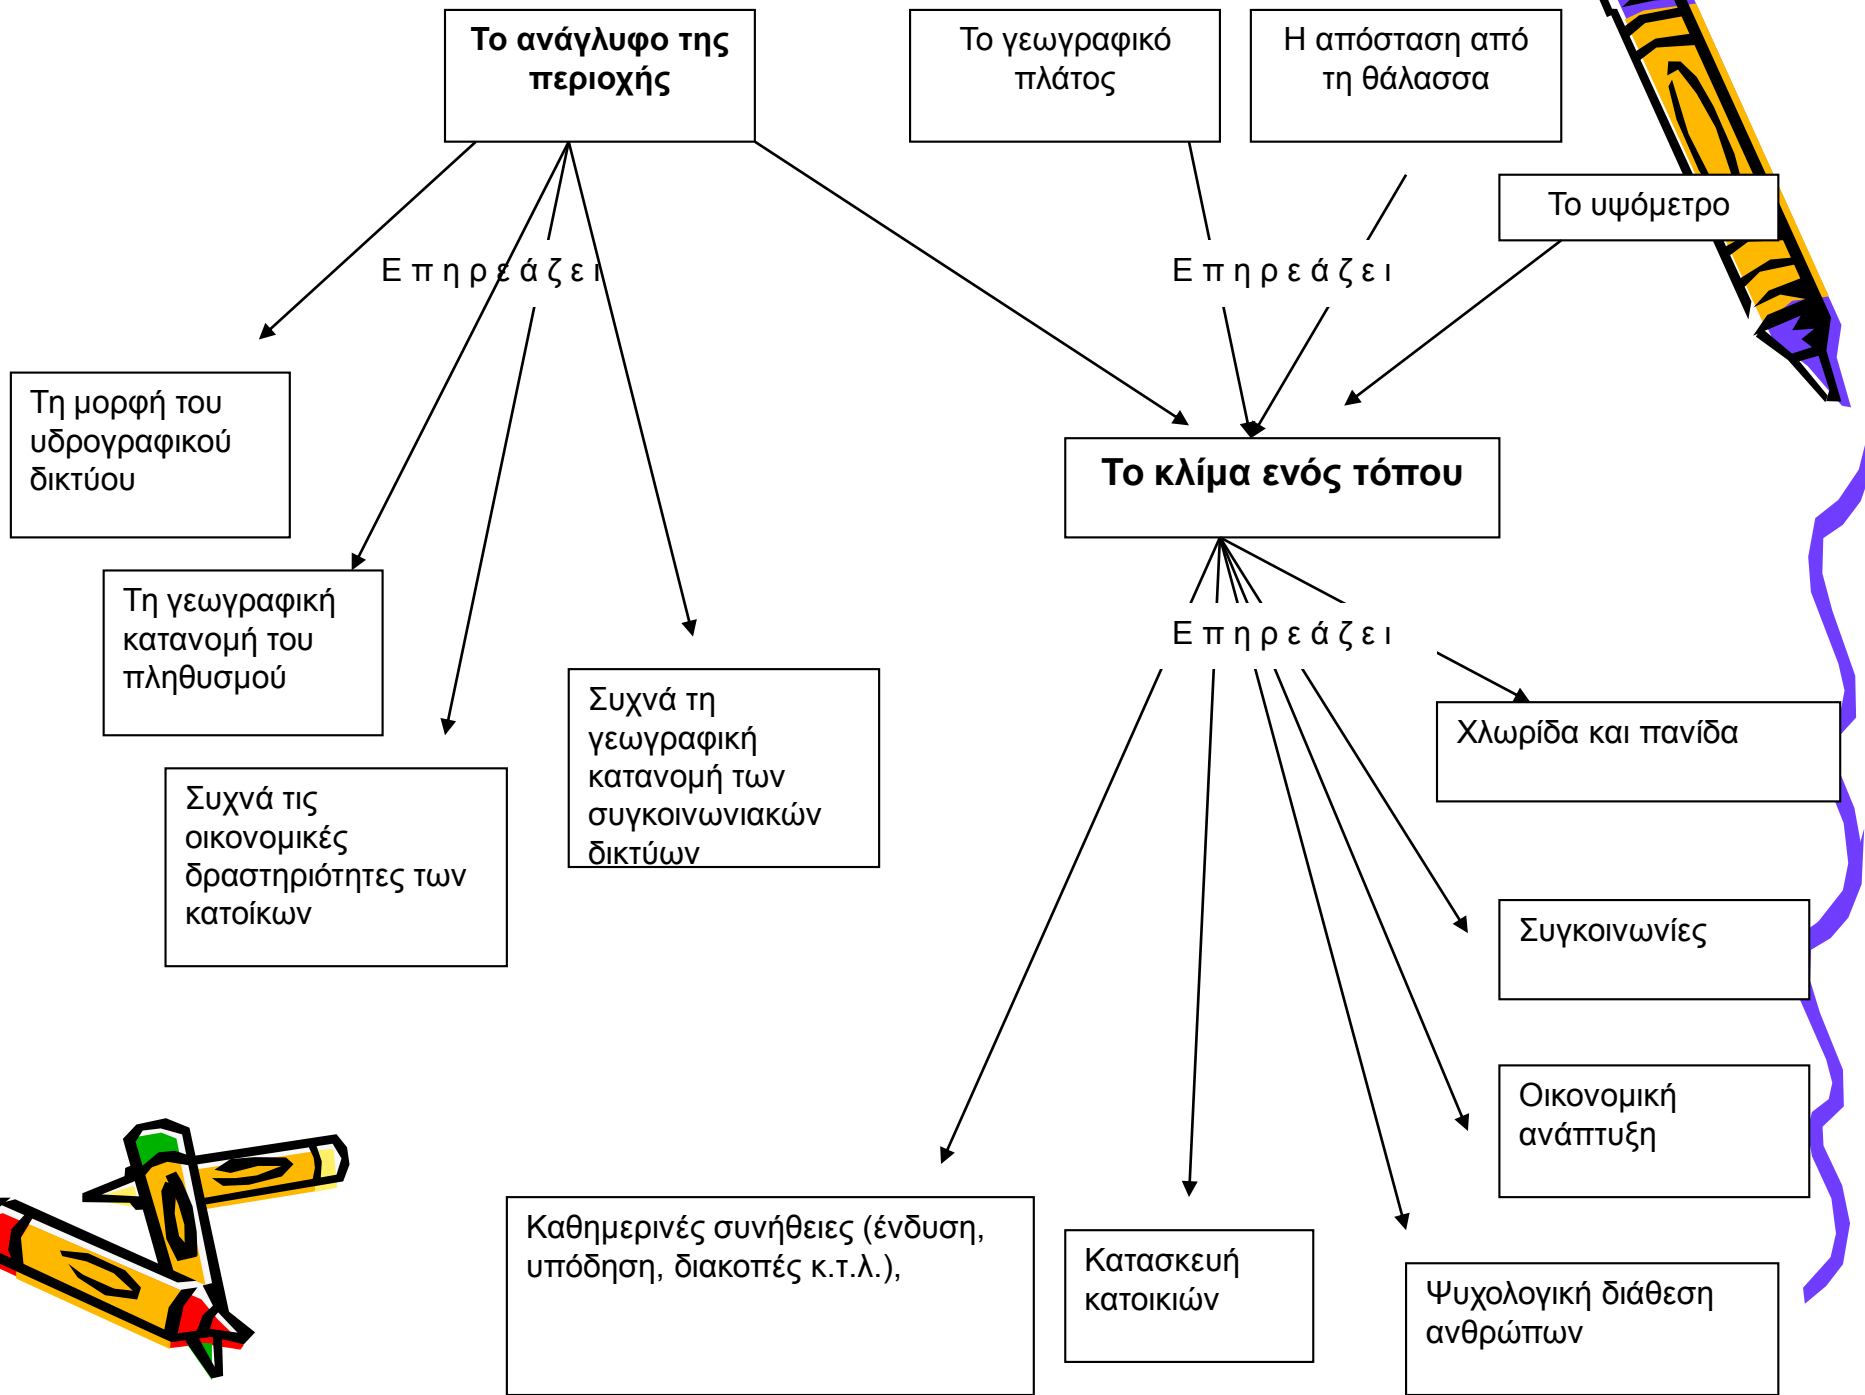 Το ανάγλυφο της
περιοχής
Το γεωγραφικό
πλάτος
Η απόσταση από
τη θάλασσα
Το υψόμετρο
Ε π η ρ ε ά ζ ε ι
Ε π η ρ ε ά ζ ε ι
Τη μορφή του
υδρογραφικού
δικτύου
Το κλίμα ενός τόπου
Τη γεωγραφική
κατανομή του
πληθυσμού
Ε π η ρ ε ά ζ ε ι
Συχνά τη
γεωγραφική
κατανομή των
συγκοινωνιακών
δικτύων
Χλωρίδα και πανίδα
Συχνά τις
οικονομικές
δραστηριότητες των
κατοίκων
Συγκοινωνίες
Οικονομική
ανάπτυξη
Καθημερινές συνήθειες (ένδυση,
υπόδηση, διακοπές κ.τ.λ.),
Κατασκευή
κατοικιών
Ψυχολογική διάθεση
ανθρώπων